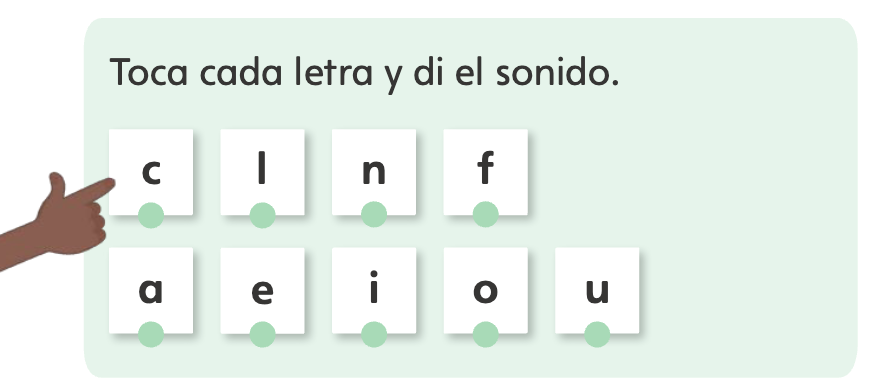 Toca cada letra y di el sonido.
c l n f
a e i o u